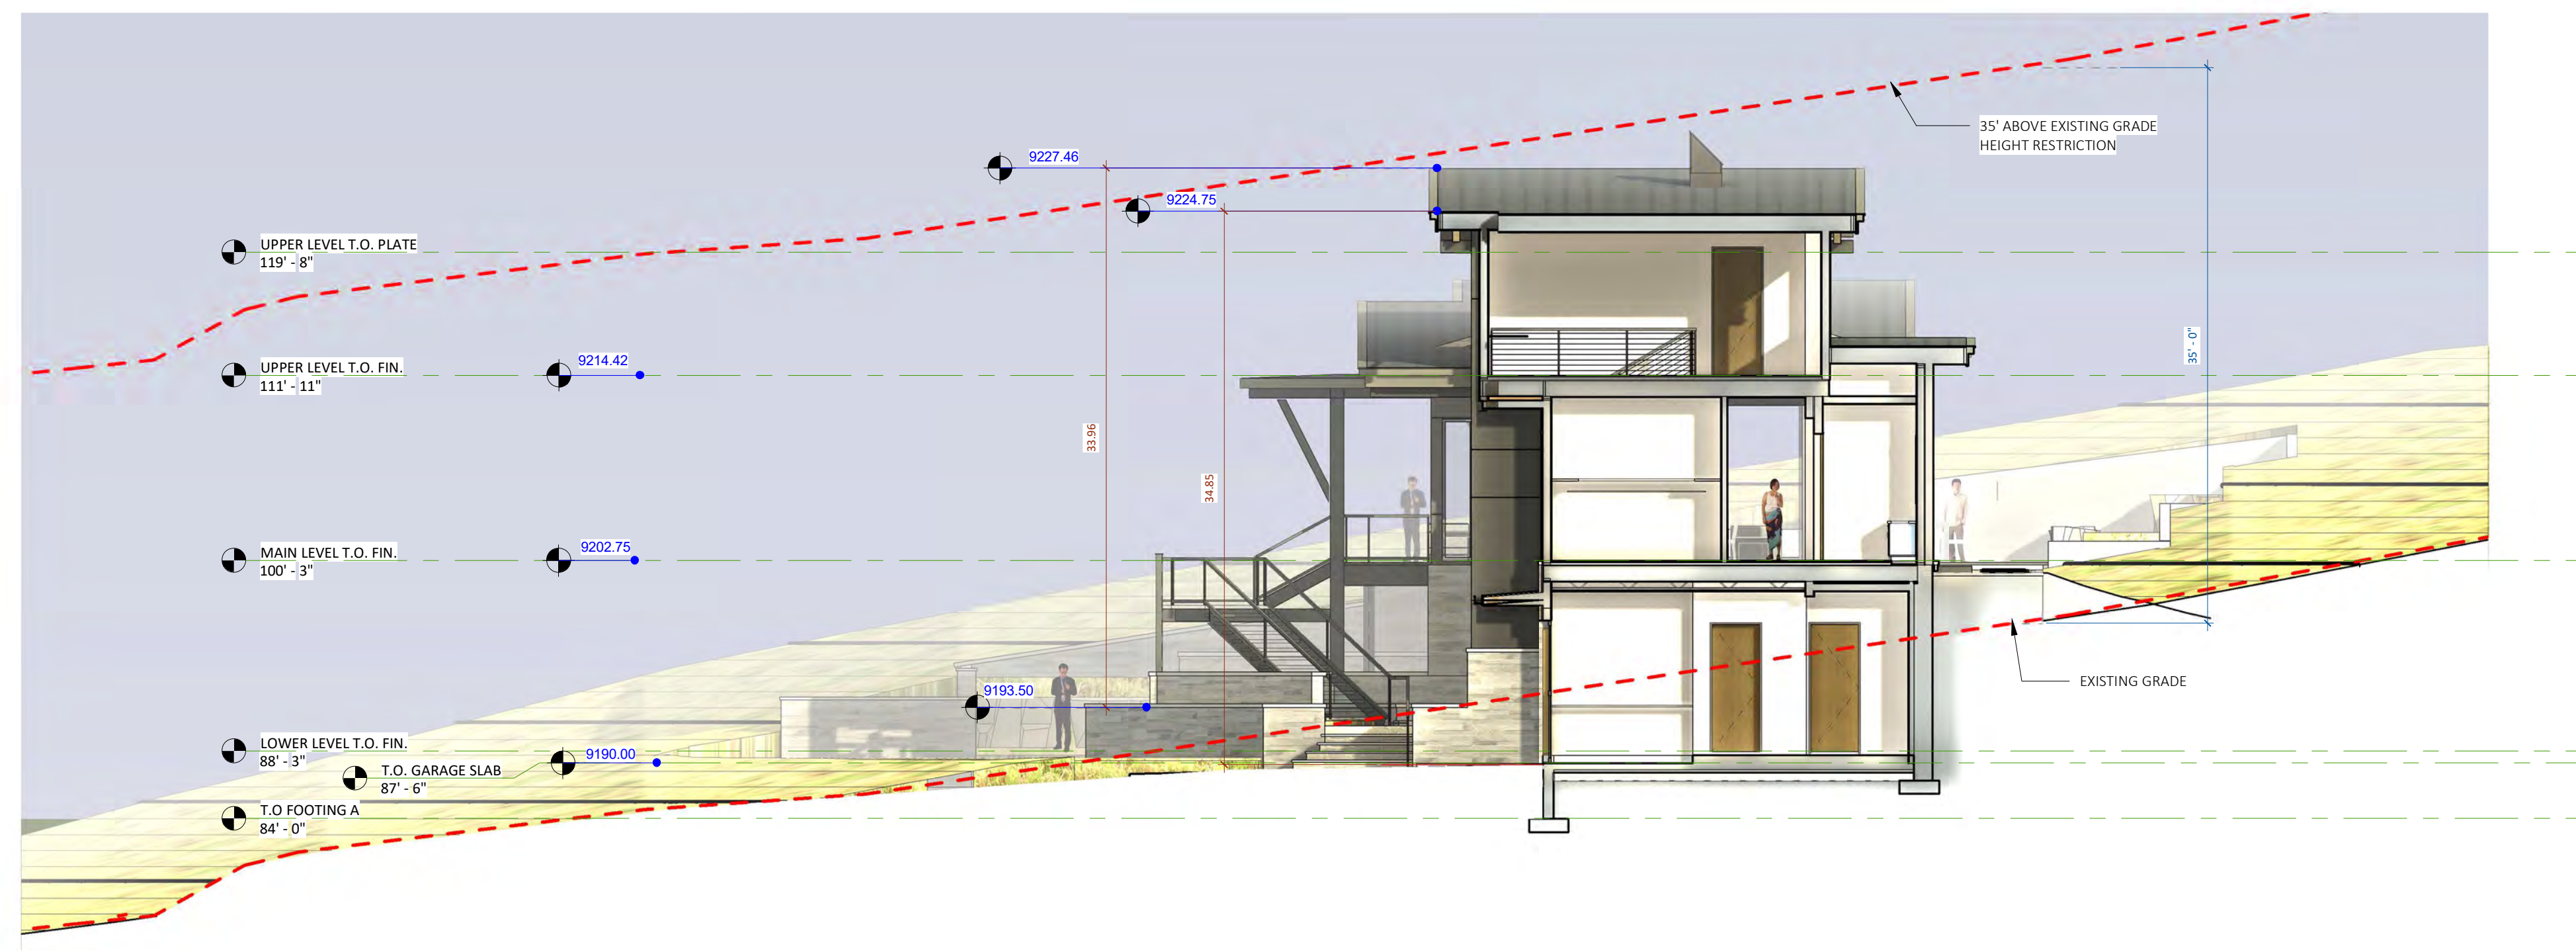 35' ABOVE EXISTING GRADE
HEIGHT RESTRICTION
9227.46
9224.75
UPPER LEVEL T.O. PLATE
119' - 8"
UPPER LEVEL T.O. FIN.
111' - 11"
9214.42
35' - 0"
33.96
34.85
MAIN LEVEL T.O. FIN.
100' - 3"
9202.75
EXISTING GRADE
9193.50
LOWER LEVEL T.O. FIN.
88' - 3"
9190.00
T.O. GARAGE SLAB
87' - 6"
T.O FOOTING A
84' - 0"